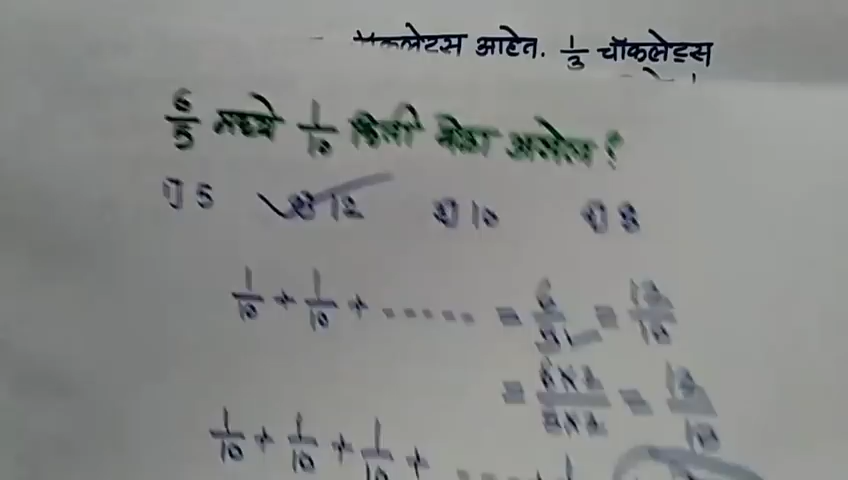 आहेत. 1/3 चॉकलेट्स
6/5 मध्ये 1/10 किती वेळा असेल?
1) 5 2) 12 3) 10 4) 8
1/10 + 1/10 + ...... = 6/5 = 12/10
= 6×2/5×2 = 12/10
1/10 + 1/10 + 1/10 +